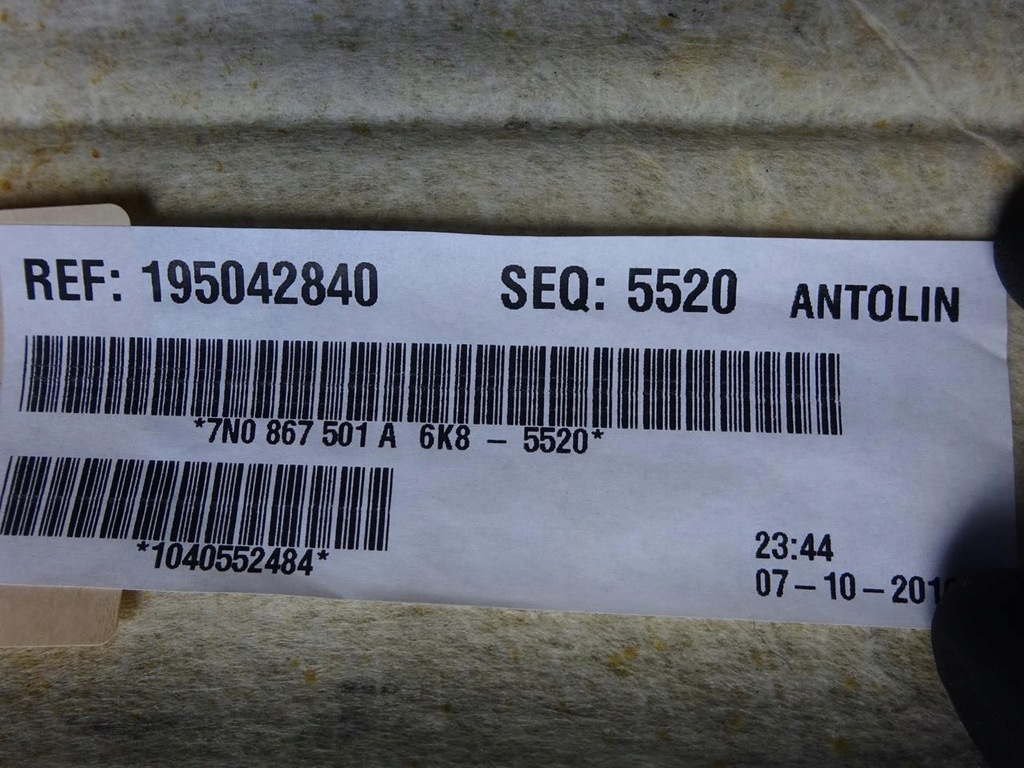 REF: 195042840 SEQ: 5520 ANTOLIN
*7N0 867 501 A 6K8 – 5520*
*1040552484*
23:44
07–10–201